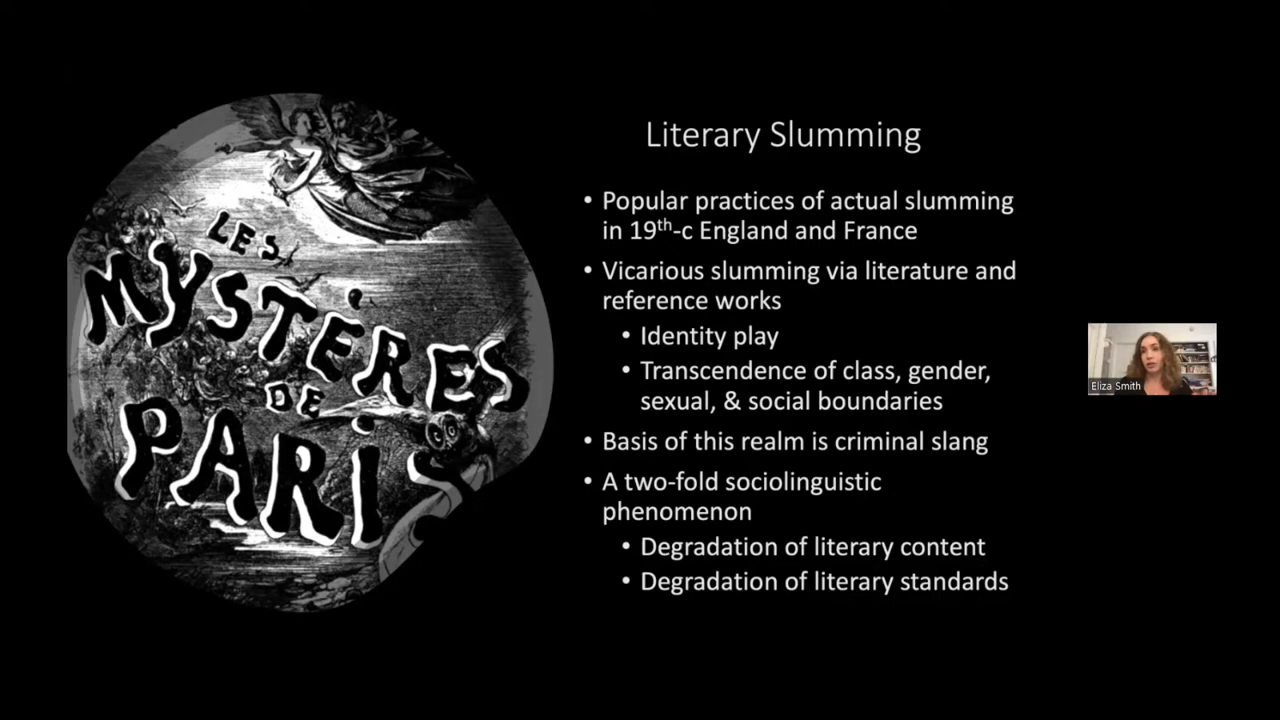 LES
MYSTÈRES
DE
PARIS
Literary Slumming
• Popular practices of actual slumming
in 19th-c England and France
• Vicarious slumming via literature and
reference works
• Identity play
• Transcendence of class, gender,
sexual, & social boundaries
• Basis of this realm is criminal slang
• A two-fold sociolinguistic
phenomenon
• Degradation of literary content
• Degradation of literary standards
Eliza Smith